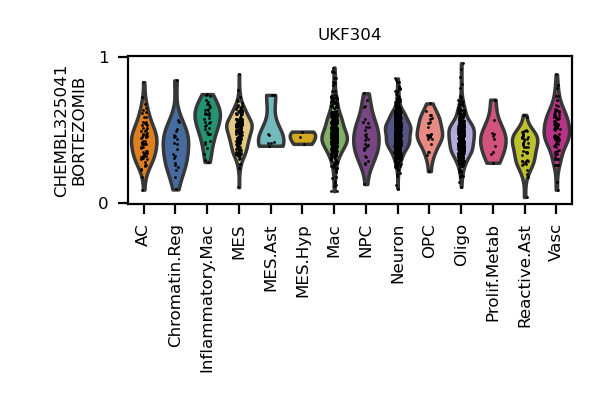 UKF304
CHEMBL325041
BORTEZOMIB
1
0
AC
Chromatin.Reg
Inflammatory.Mac
MES
MES.Ast
MES.Hyp
Mac
NPC
Neuron
OPC
Oligo
Prolif.Metab
Reactive.Ast
Vasc